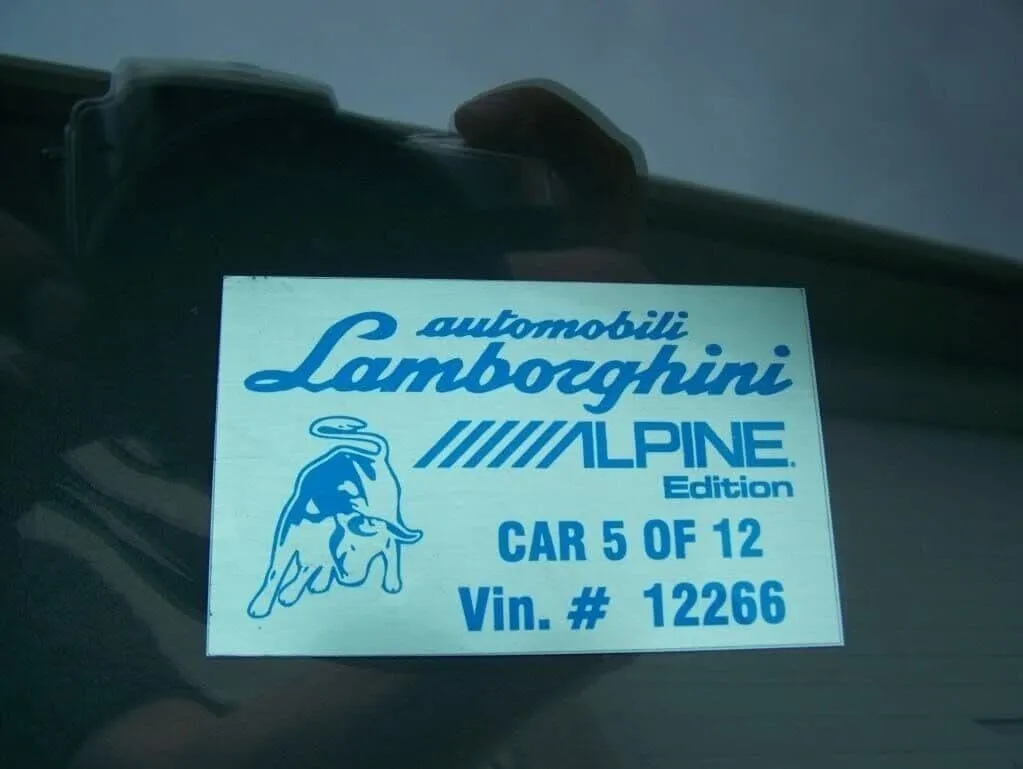 automobili
Lamborghini
ALPINE.
Edition
CAR 5 OF 12
Vin. # 12266